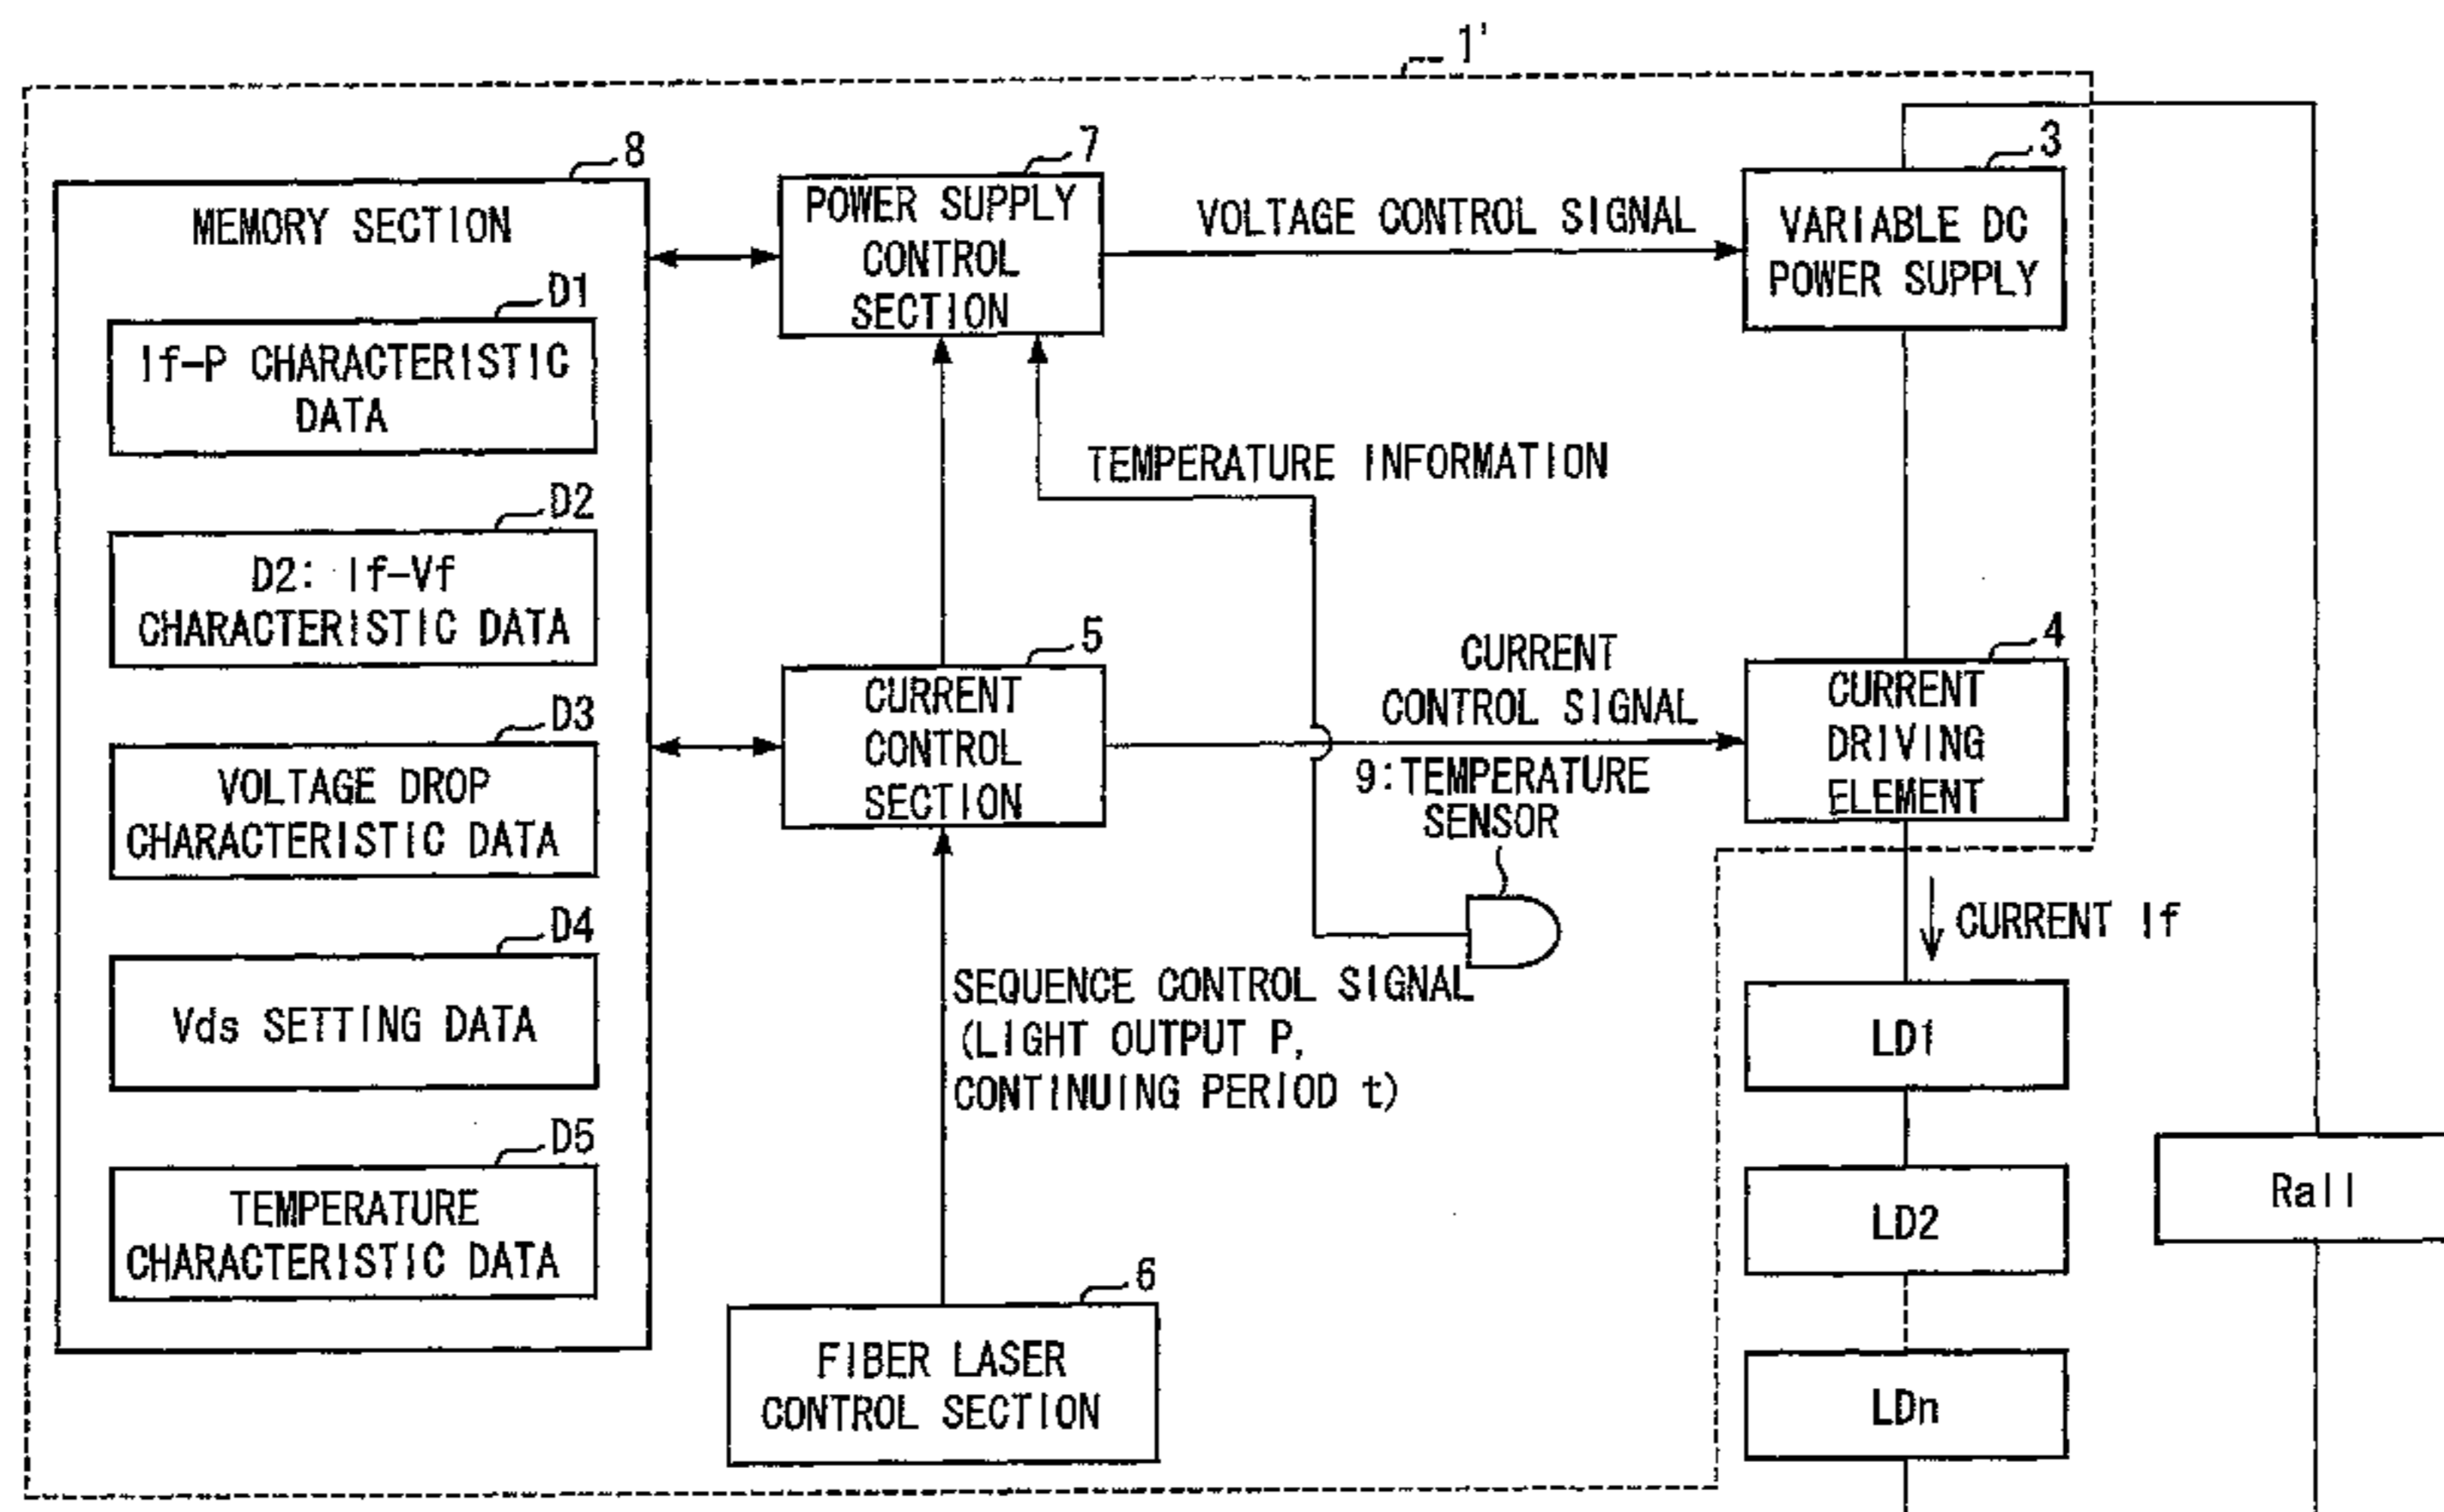 1'
8
MEMORY SECTION
D1
If-P CHARACTERISTIC
DATA
D2
D2: If-Vf
CHARACTERISTIC DATA
D3
VOLTAGE DROP
CHARACTERISTIC DATA
D4
Vds SETTING DATA
D5
TEMPERATURE
CHARACTERISTIC DATA
7
POWER SUPPLY
CONTROL
SECTION
VOLTAGE CONTROL SIGNAL
3
VARIABLE DC
POWER SUPPLY
TEMPERATURE INFORMATION
5
CURRENT
CONTROL
SECTION
CURRENT
CONTROL SIGNAL
4
CURRENT
DRIVING
ELEMENT
9:TEMPERATURE
SENSOR
CURRENT If
SEQUENCE CONTROL SIGNAL
(LIGHT OUTPUT P,
CONTINUING PERIOD t)
6
FIBER LASER
CONTROL SECTION
LD1
LD2
LDn
Rall